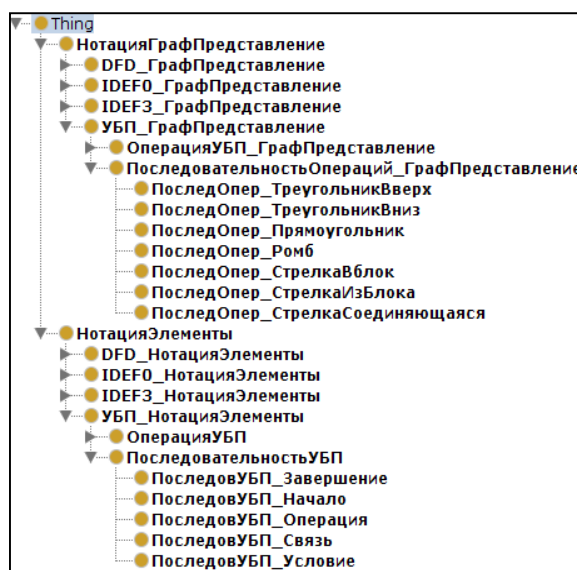 Thing
НотацияГрафПредставление
DFD_ГрафПредставление
IDEF0_ГрафПредставление
IDEF3_ГрафПредставление
УБП_ГрафПредставление
ОперацияУБП_ГрафПредставление
ПоследовательностьОпераций_ГрафПредставление
ПоследОпер_ТреугольникВверх
ПоследОпер_ТреугольникВниз
ПоследОпер_Прямоугольник
ПоследОпер_Ромб
ПоследОпер_СтрелкаВблок
ПоследОпер_СтрелкаИзБлока
ПоследОпер_СтрелкаСоединяющаяся
НотацияЭлементы
DFD_НотацияЭлементы
IDEF0_НотацияЭлементы
IDEF3_НотацияЭлементы
УБП_НотацияЭлементы
ОперацияУБП
ПоследовательностьУБП
ПоследовУБП_Завершение
ПоследовУБП_Начало
ПоследовУБП_Операция
ПоследовУБП_Связь
ПоследовУБП_Условие